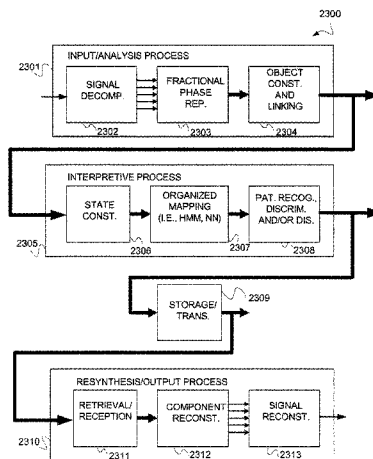 2300
INPUT/ANALYSIS PROCESS
2301
SIGNAL
DECOMP.
FRACTIONAL
PHASE
REP.
OBJECT
CONST.
AND
LINKING
2302
2303
2304
INTERPRETIVE PROCESS
STATE
CONST.
ORGANIZED
MAPPING
(I.E., HMM, NN)
PAT. RECOG.,
DISCRIM.
AND/OR DIS.
2305
2306
2307
2308
STORAGE/
TRANS.
2309
RESYNTHESIS/OUTPUT PROCESS
RETRIEVAL/
RECEPTION
COMPONENT
RECONST.
SIGNAL
RECONST.
2310
2311
2312
2313